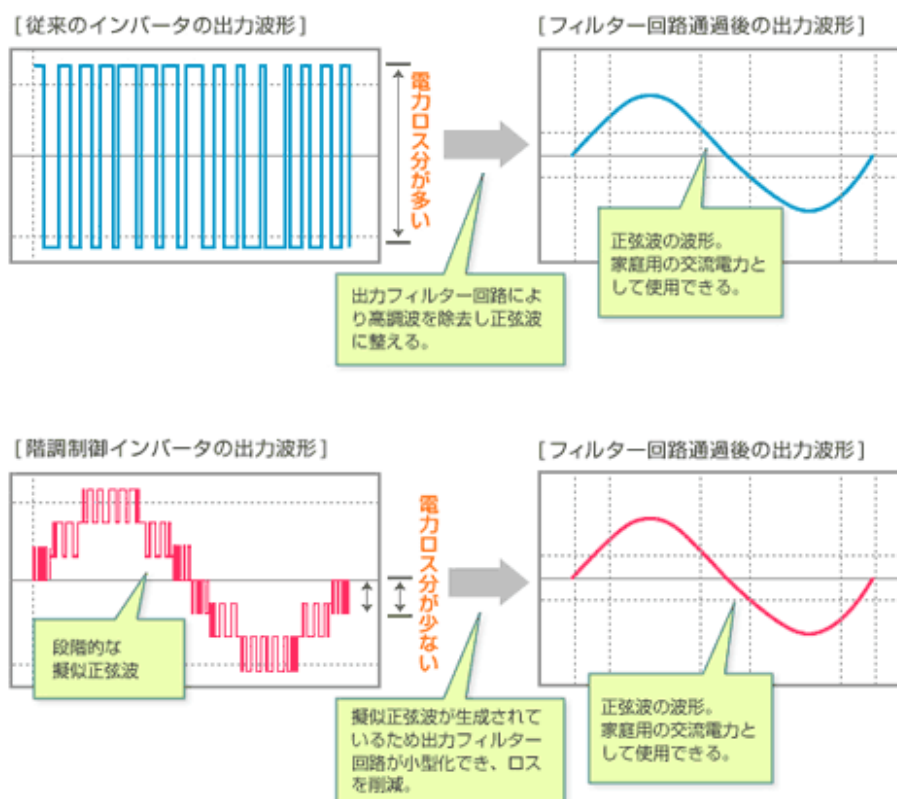 [従来のインバータの出力波形]
[フィルター回路通過後の出力波形]
電力ロス分が多い
出力フィルター回路によ
り高調波を除去し正弦波
に整える。
正弦波の波形。
家庭用の交流電力と
して使用できる。
[階調制御インバータの出力波形]
[フィルター回路通過後の出力波形]
電力ロス分が少ない
段階的な
擬似正弦波
擬似正弦波が生成されて
いるため出力フィルター
回路が小型化でき、ロス
を削減。
正弦波の波形。
家庭用の交流電力と
して使用できる。